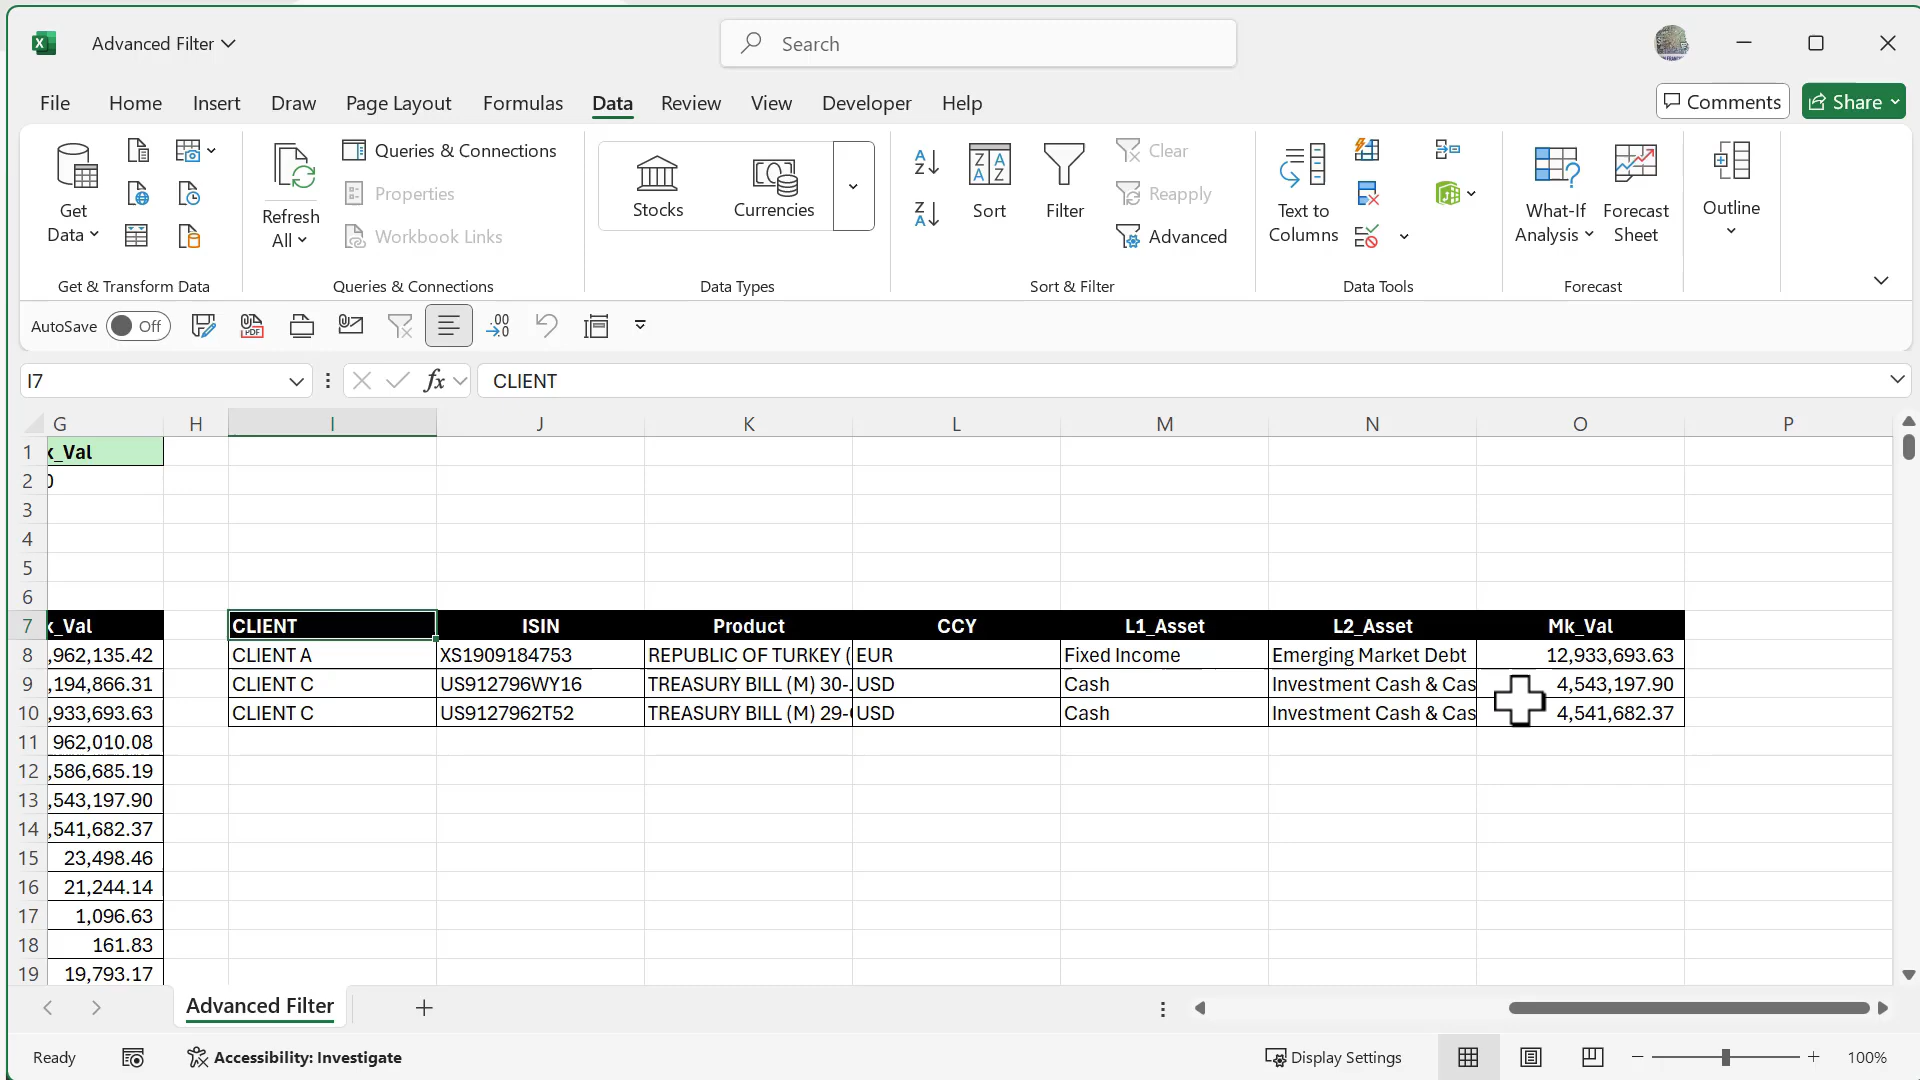 Advanced Filter
Search
File Home Insert Draw Page Layout Formulas Data Review View Developer Help
Comments Share
Get Data
Refresh All
Queries & Connections
Properties
Workbook Links
Stocks
Currencies
Sort
Filter
Clear
Reapply
Advanced
Text to Columns
What-If Analysis
Forecast Sheet
Outline
Get & Transform Data
Queries & Connections
Data Types
Sort & Filter
Data Tools
Forecast
AutoSave Off
I7 fx CLIENT
G H I J K L M N O P
1 _Val
2
3
4
5
6
7 _Val CLIENT ISIN Product CCY L1_Asset L2_Asset Mk_Val
8 ,962,135.42 CLIENT A XS1909184753 REPUBLIC OF TURKEY ( EUR Fixed Income Emerging Market Debt 12,933,693.63
9 ,194,866.31 CLIENT C US912796WY16 TREASURY BILL (M) 30- USD Cash Investment Cash & Cas 4,543,197.90
10 ,933,693.63 CLIENT C US9127962T52 TREASURY BILL (M) 29- USD Cash Investment Cash & Cas 4,541,682.37
11 962,010.08
12 ,586,685.19
13 ,543,197.90
14 ,541,682.37
15 23,498.46
16 21,244.14
17 1,096.63
18 161.83
19 19,793.17
Advanced Filter
Ready Accessibility: Investigate Display Settings 100%